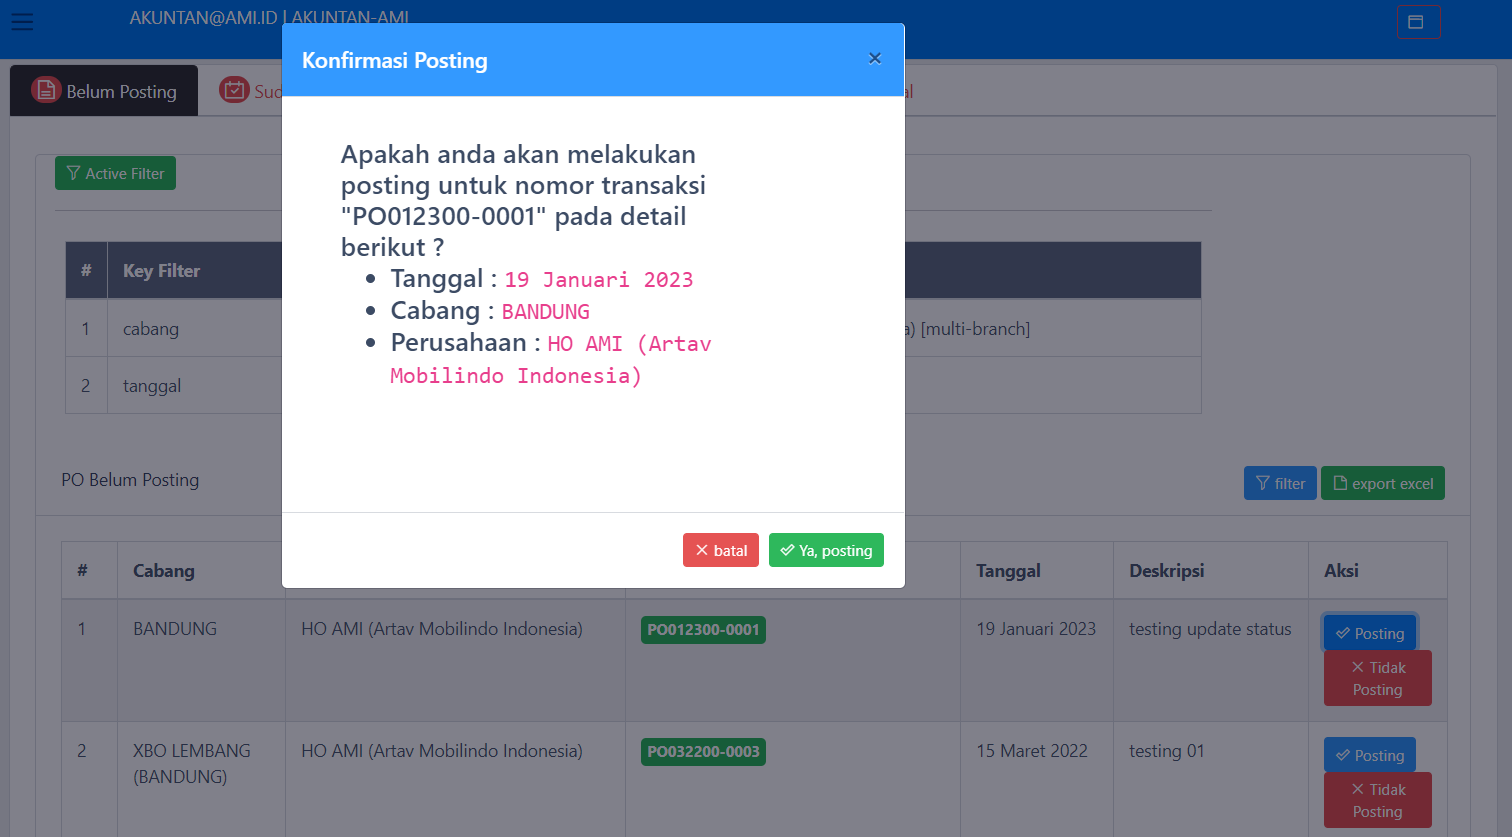 AKUNTAN@AMI.ID | AKUNTAN-AMI
Konfirmasi Posting
×
Belum Posting
Apakah anda akan melakukan
posting untuk nomor transaksi
"PO012300-0001" pada detail
berikut ?
Tanggal : 19 Januari 2023
Cabang : BANDUNG
Perusahaan : HO AMI (Artav
Mobilindo Indonesia)
batal
Ya, posting
Active Filter
# Key Filter
1 cabang [multi-branch]
2 tanggal
PO Belum Posting
filter
export excel
# Cabang Tanggal Deskripsi Aksi
1 BANDUNG HO AMI (Artav Mobilindo Indonesia) PO012300-0001 19 Januari 2023 testing update status Posting
Tidak
Posting
2 XBO LEMBANG HO AMI (Artav Mobilindo Indonesia) PO032200-0003 15 Maret 2022 testing 01 Posting
(BANDUNG)
Tidak
Posting